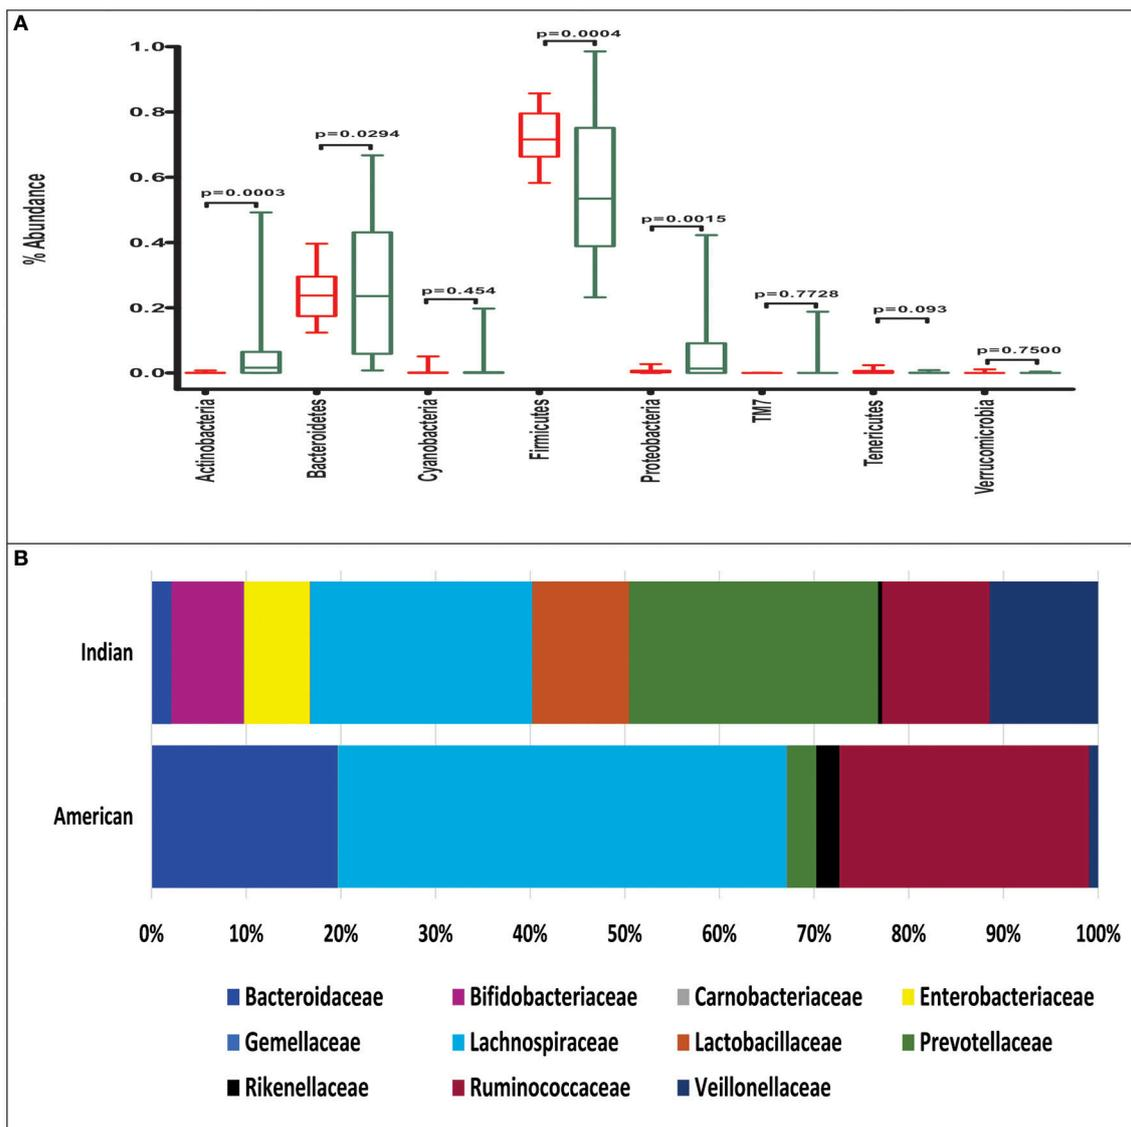 A
p=0.0004
1.0
0.8
p=0.0294
% Abundance
0.6
p=0.0003
p=0.0015
0.4
p=0.454
p=0.7728
p=0.093
0.2
p=0.7500
0.0
Actinobacteria
Bacteroidetes
Cyanobacteria
Firmicutes
Proteobacteria
TM7
Tenericutes
Verrucomicrobia
B
Indian
American
0% 10% 20% 30% 40% 50% 60% 70% 80% 90% 100%
Bacteroidaceae Bifidobacteriaceae Carnobacteriaceae Enterobacteriaceae
Gemellaceae Lachnospiraceae Lactobacillaceae Prevotellaceae
Rikenellaceae Ruminococcaceae Veillonellaceae